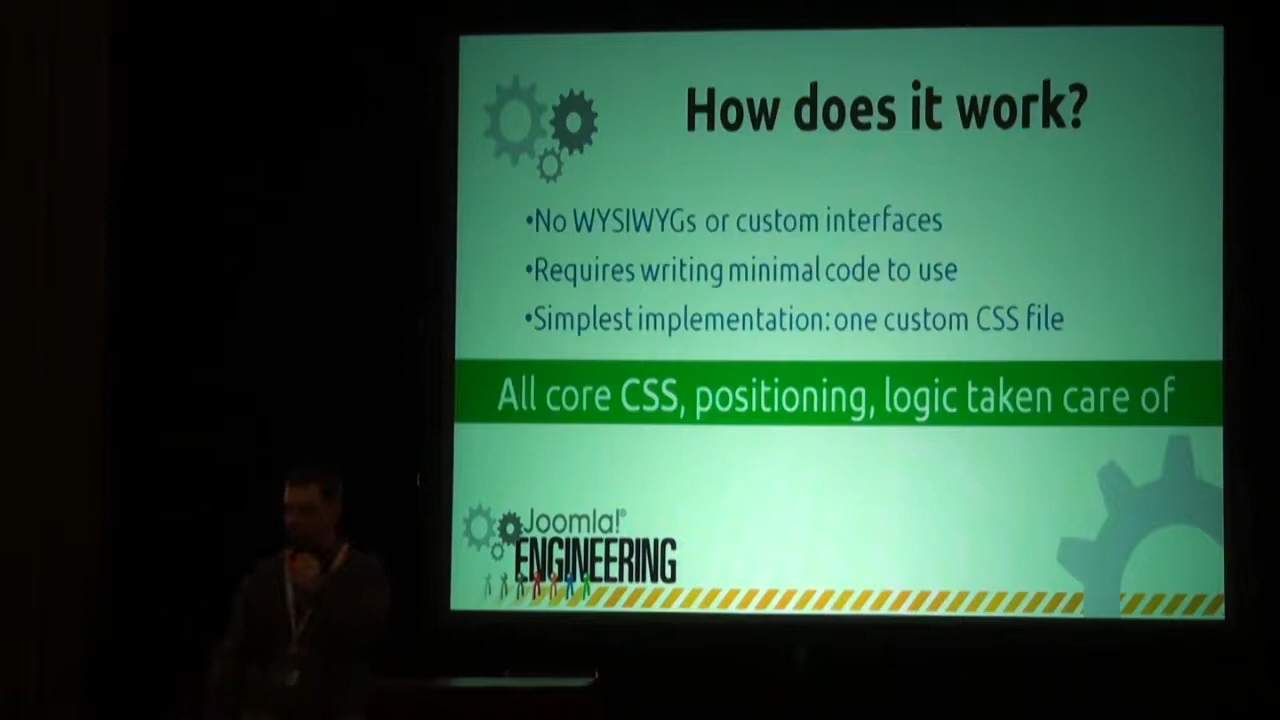 How does it work?
•No WYSIWYGs or custom interfaces
•Requires writing minimal code to use
•Simplest implementation: one custom CSS file
All core CSS, positioning, logic taken care of
Joomla!®
ENGINEERING